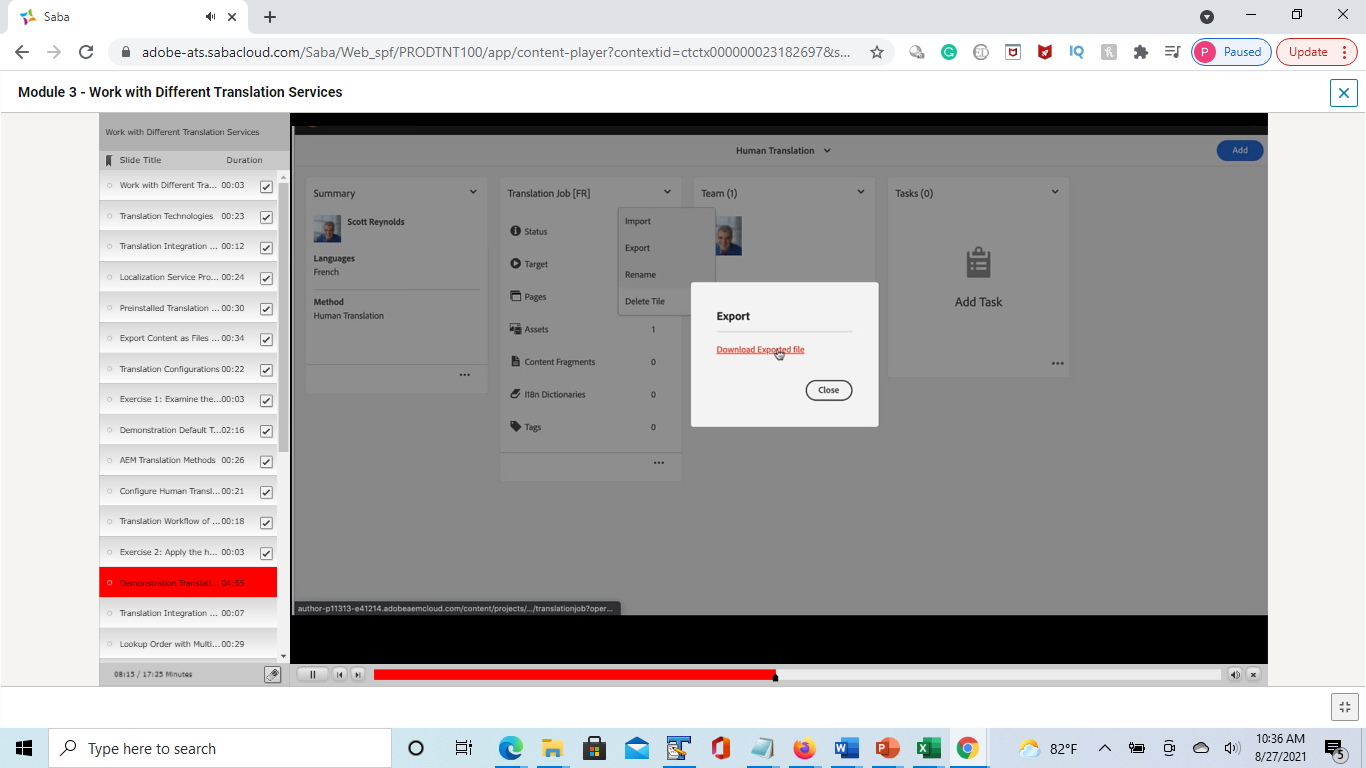 Saba
adobe-ats.sabacloud.com/Saba/Web_spf/PRODTNT100/app/content-player?contextid=ctctx0000000231826978&s...
P Paused
Update
Module 3 - Work with Different Translation Services
Work with Different Translation Services
Slide Title Duration
Work with Different Tra... 00:03
Translation Technologies 00:23
Translation Integration ... 00:12
Localization Service Pro... 00:24
Preinstalled Translation ... 00:30
Export Content as Files ... 00:34
Translation Configurations 00:22
Exercise 1: Examine the... 00:03
Demonstration Default T... 02:16
AEM Translation Methods 00:26
Configure Human Transl... 00:21
Translation Workflow of ... 00:18
Exercise 2: Apply the h... 00:03
Demonstration Translati... 04:55
Translation Integration ... 00:07
Lookup Order with Multi... 00:29
08:15 / 17:25 Minutes
Human Translation
Add
Summary
Scott Reynolds
Languages
French
Method
Human Translation
Translation Job [FR]
Status
Target
Pages
Assets 1
Content Fragments 0
I18n Dictionaries 0
Tags 0
Import
Export
Rename
Delete Tile
Team (1)
Tasks (0)
Add Task
Export
Download Exported file
Close
author-p11313-e41214.adobeaemcloud.com/content/projects/.../translationjob?oper...
Type here to search
82°F
10:36 AM
8/27/2021
5